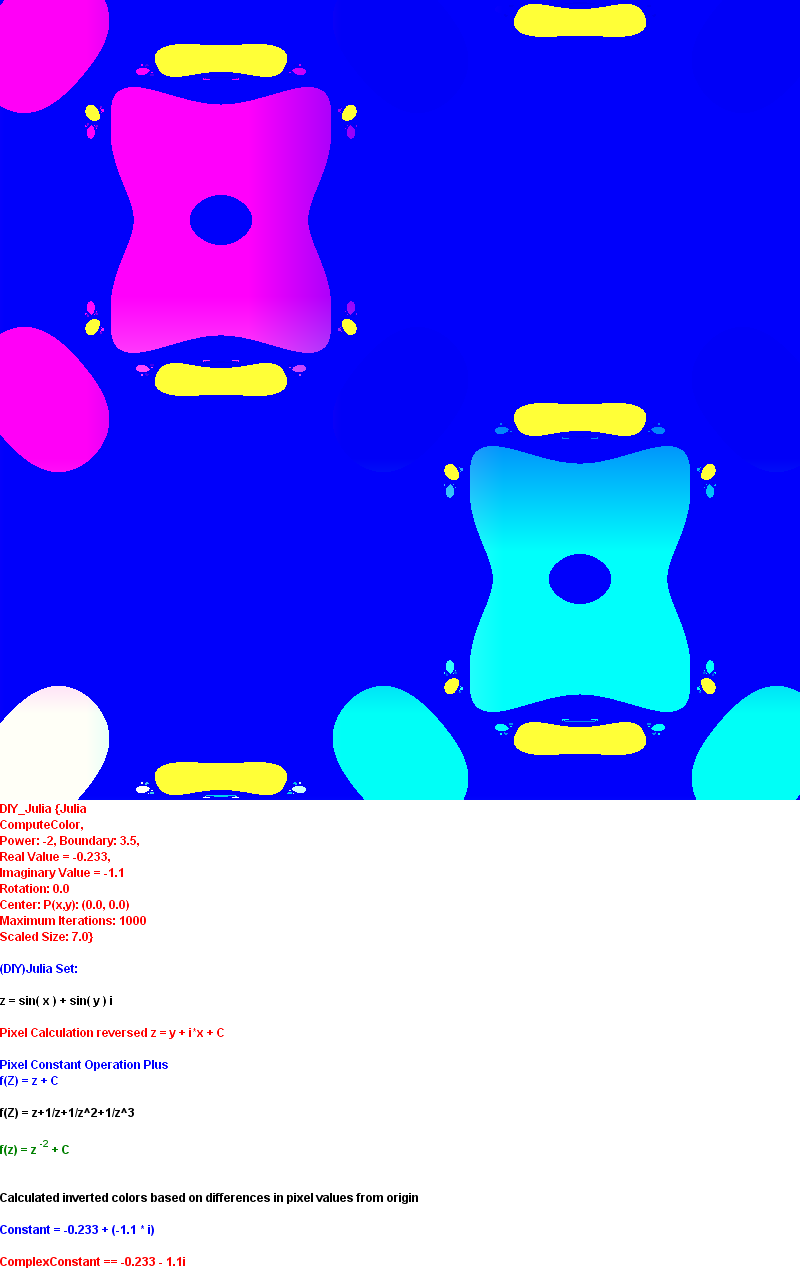 DIY_Julia {Julia
ComputeColor,
Power: -2, Boundary: 3.5,
Real Value = -0.233,
Imaginary Value = -1.1
Rotation: 0.0
Center: P(x,y): (0.0, 0.0)
Maximum Iterations: 1000
Scaled Size: 7.0}
(DIY)Julia Set:
z = sin( x ) + sin( y ) i
Pixel Calculation reversed z = y + i*x + C
Pixel Constant Operation Plus
f(Z) = z + C
f(Z) = z+1/z+1/z^2+1/z^3
f(z) = z -2 + C
Calculated inverted colors based on differences in pixel values from origin
Constant = -0.233 + (-1.1 * i)
ComplexConstant == -0.233 - 1.1i